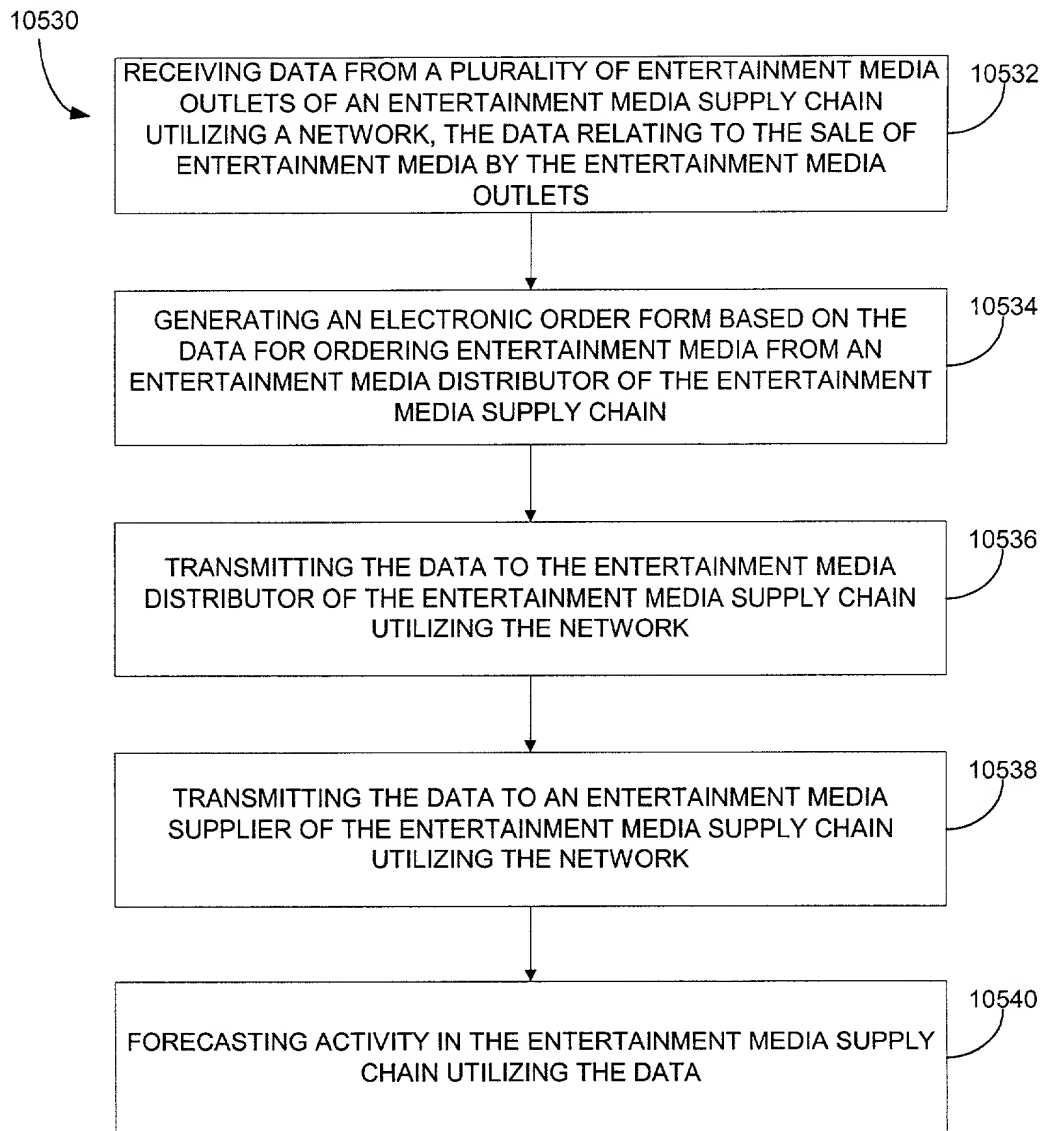 10530
RECEIVING DATA FROM A PLURALITY OF ENTERTAINMENT MEDIA
OUTLETS OF AN ENTERTAINMENT MEDIA SUPPLY CHAIN
UTILIZING A NETWORK, THE DATA RELATING TO THE SALE OF
ENTERTAINMENT MEDIA BY THE ENTERTAINMENT MEDIA
OUTLETS
10532
GENERATING AN ELECTRONIC ORDER FORM BASED ON THE
DATA FOR ORDERING ENTERTAINMENT MEDIA FROM AN
ENTERTAINMENT MEDIA DISTRIBUTOR OF THE ENTERTAINMENT
MEDIA SUPPLY CHAIN
10534
TRANSMITTING THE DATA TO THE ENTERTAINMENT MEDIA
DISTRIBUTOR OF THE ENTERTAINMENT MEDIA SUPPLY CHAIN
UTILIZING THE NETWORK
10536
TRANSMITTING THE DATA TO AN ENTERTAINMENT MEDIA
SUPPLIER OF THE ENTERTAINMENT MEDIA SUPPLY CHAIN
UTILIZING THE NETWORK
10538
FORECASTING ACTIVITY IN THE ENTERTAINMENT MEDIA SUPPLY
CHAIN UTILIZING THE DATA
10540